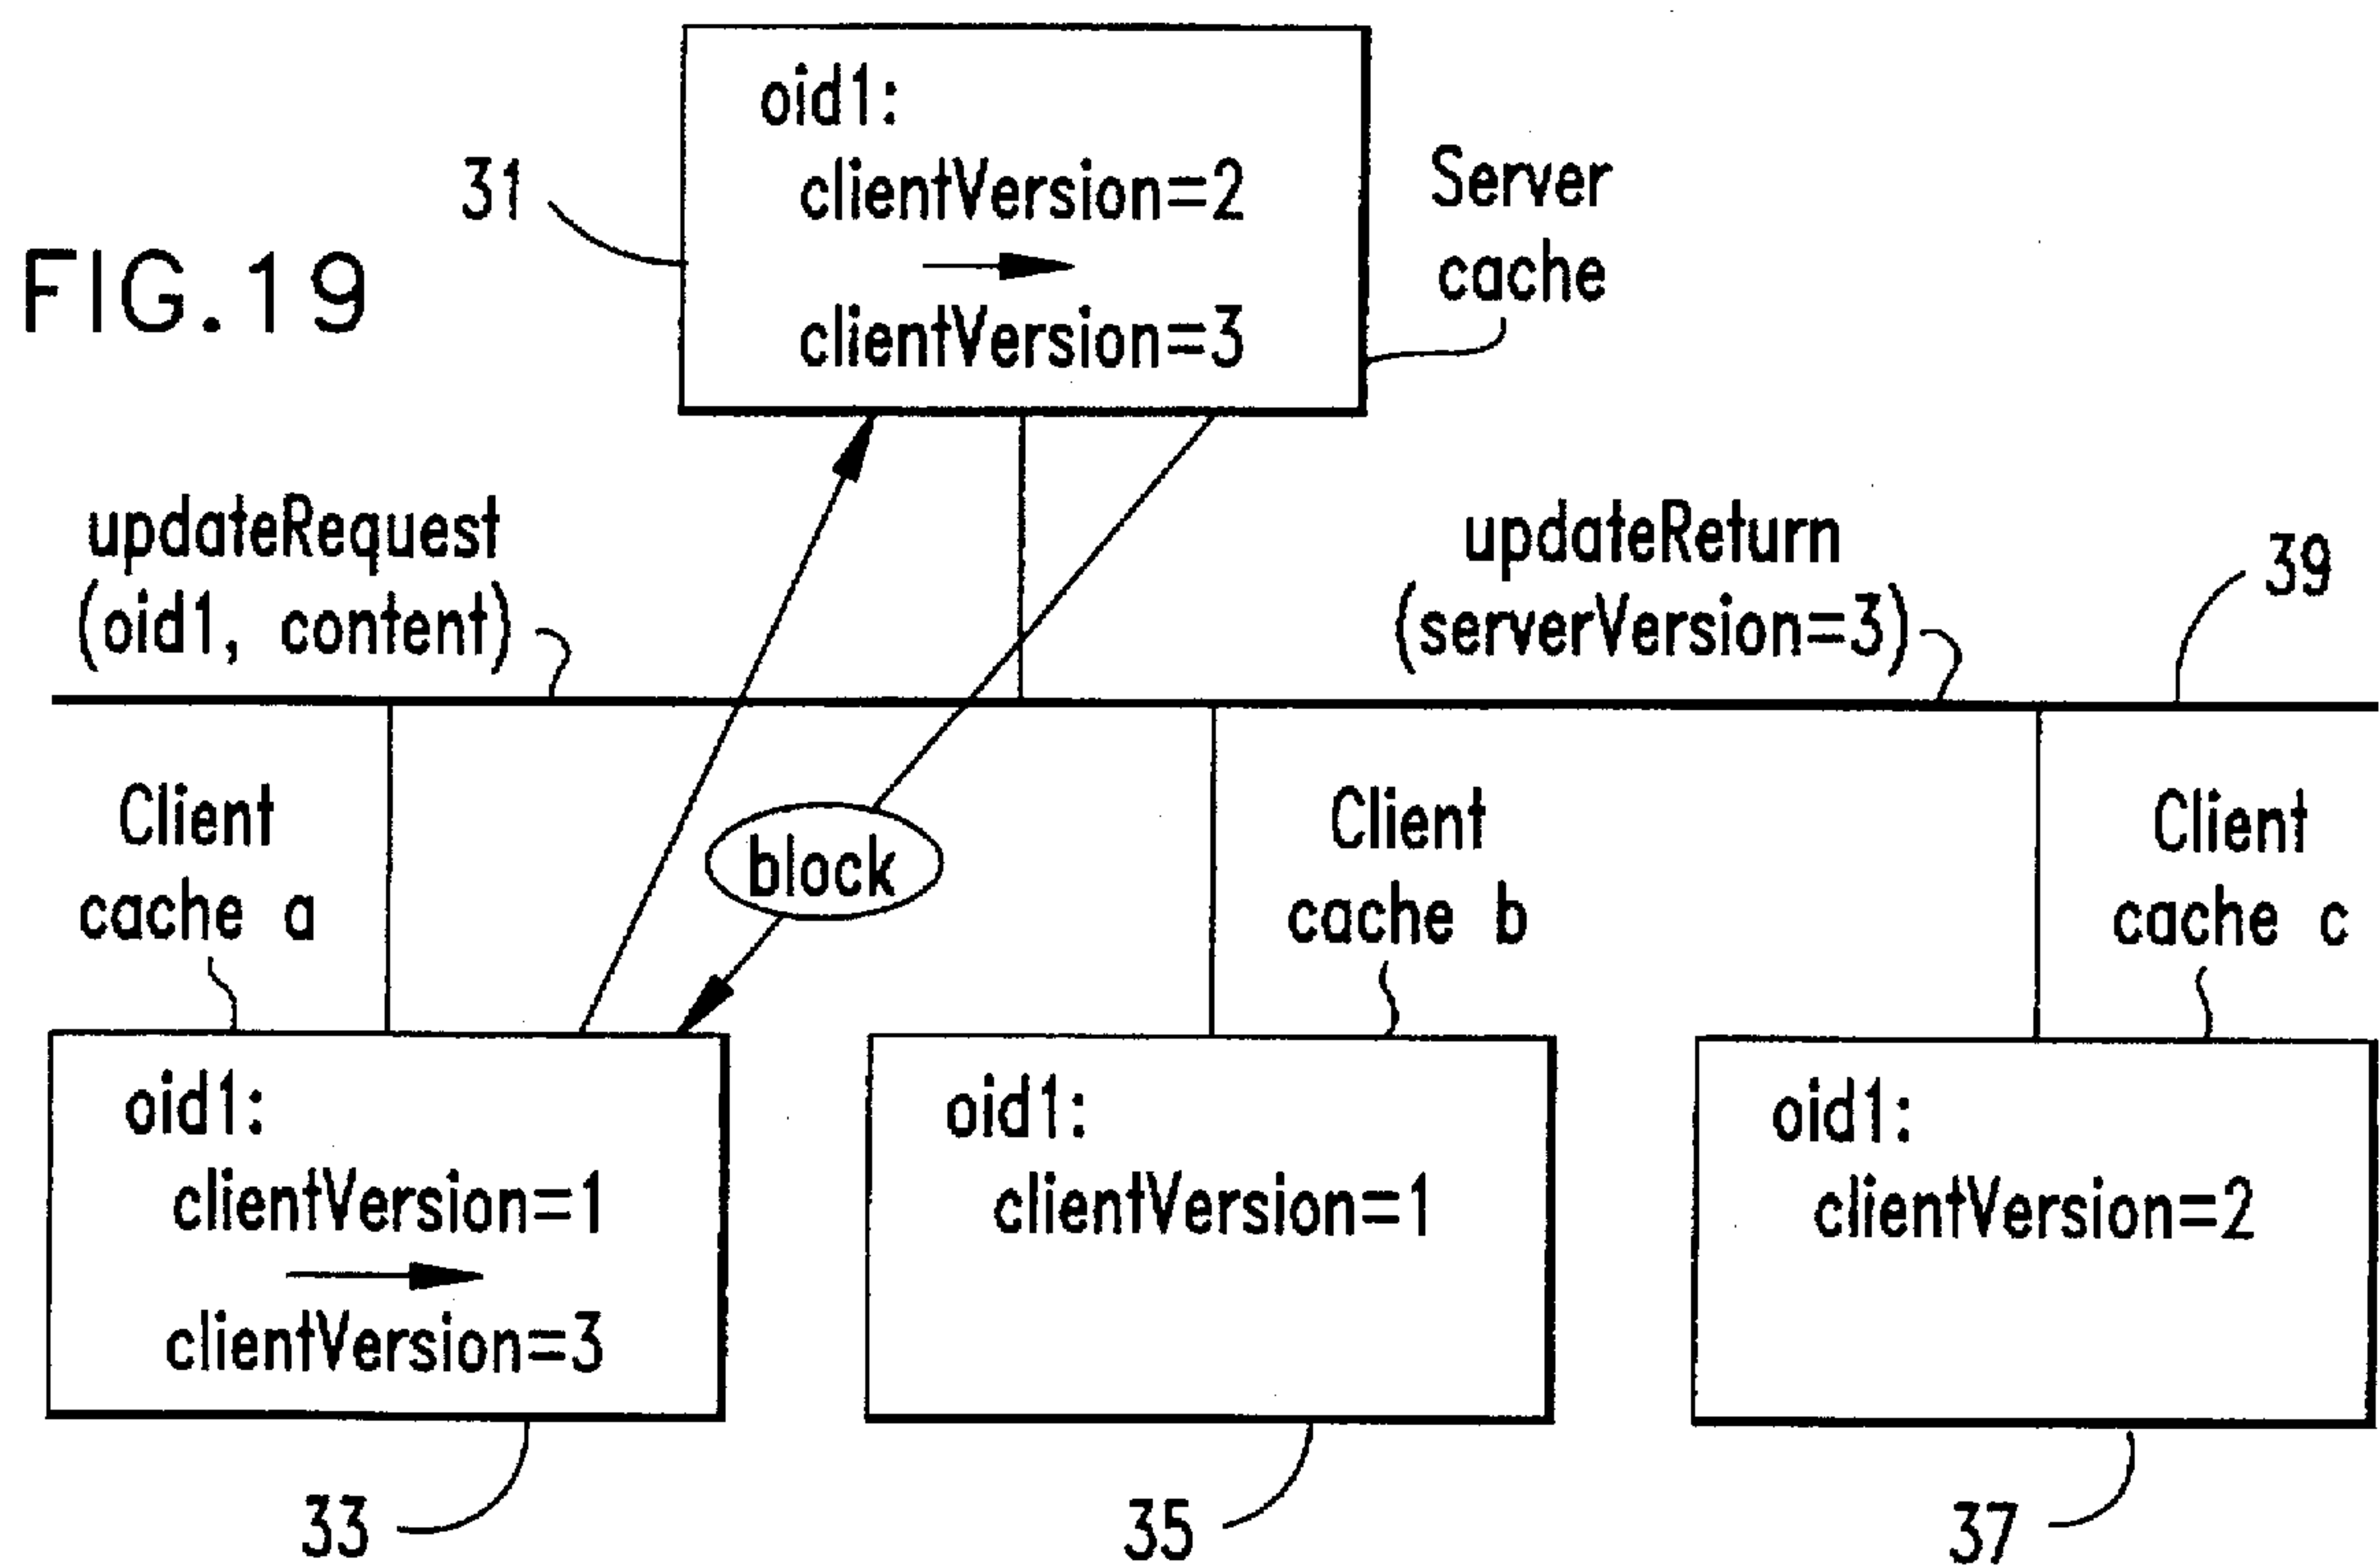 FIG.19
31
oid1:
clientVersion=2
clientVersion=3
Server
cache
updateRequest
(oid1, content)
updateReturn
(serverVersion=3)
39
Client
cache a
block
Client
cache b
Client
cache c
oid1:
clientVersion=1
clientVersion=3
oid1:
clientVersion=1
oid1:
clientVersion=2
33
35
37